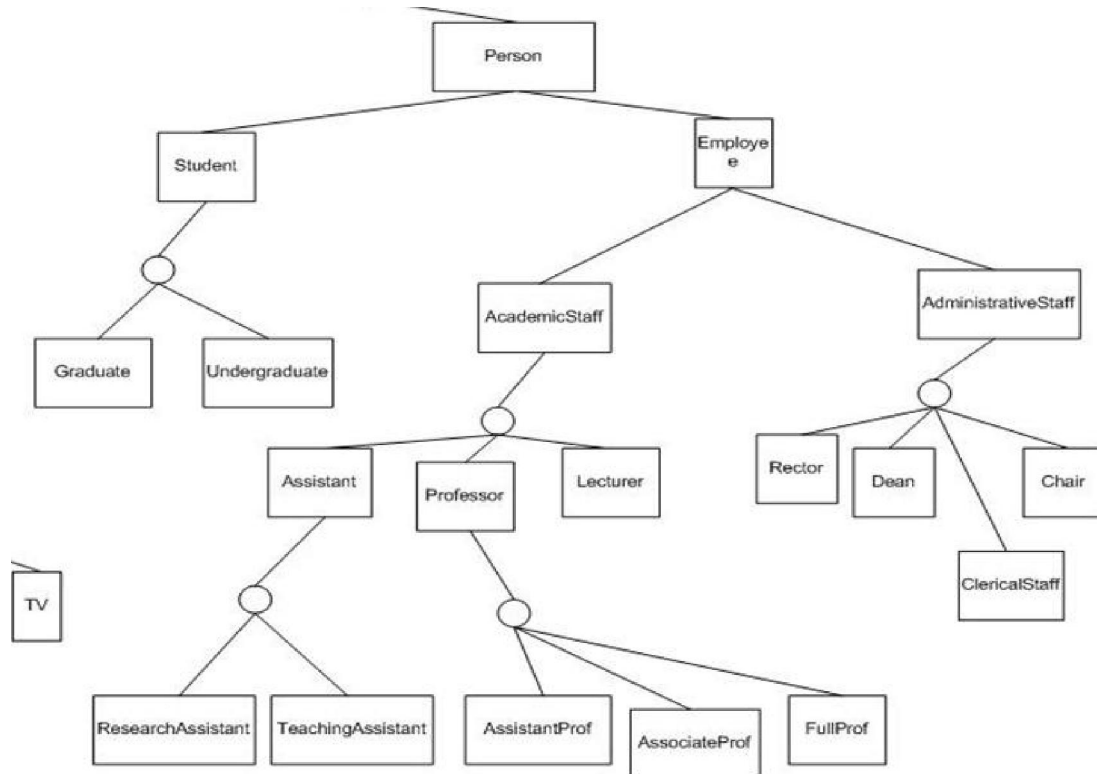 Person
Student
Employe
e
AcademicStaff
AdministrativeStaff
Graduate
Undergraduate
Assistant
Professor
Lecturer
Rector
Dean
Chair
ClericalStaff
TV
ResearchAssistant
TeachingAssistant
AssistantProf
AssociateProf
FullProf